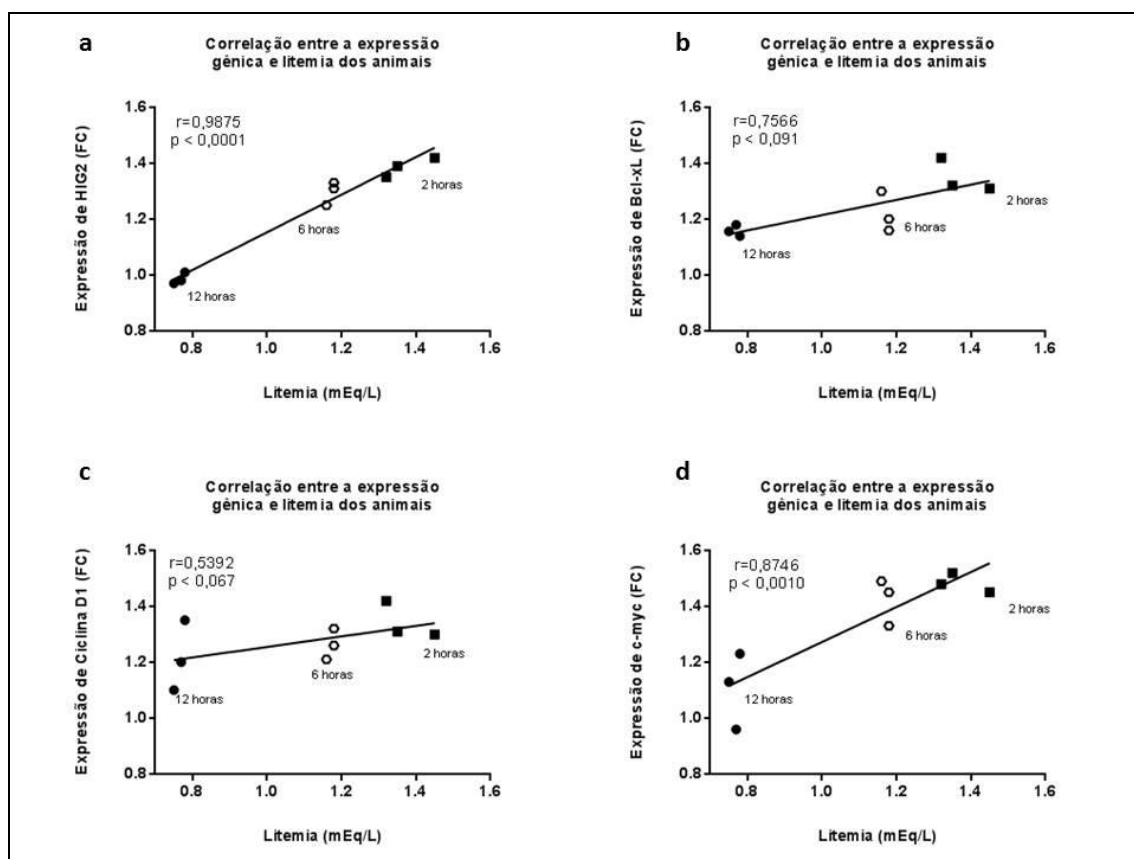 a
Correlação entre a expressão
gênica e litemia dos animais
r=0,9875
p < 0,0001
Expressão de HIG2 (FC)
1.6
1.4
1.2
1.0
0.8
2 horas
6 horas
12 horas
0.8 1.0 1.2 1.4 1.6
Litemia (mEq/L)
b
Correlação entre a expressão
gênica e litemia dos animais
r=0,7566
p < 0,091
Expressão de Bcl-xL (FC)
1.6
1.4
1.2
1.0
0.8
2 horas
6 horas
12 horas
0.8 1.0 1.2 1.4 1.6
Litemia (mEq/L)
c
Correlação entre a expressão
gênica e litemia dos animais
r=0,5392
p < 0,067
Expressão de Ciclina D1 (FC)
1.6
1.4
1.2
1.0
0.8
2 horas
6 horas
12 horas
0.8 1.0 1.2 1.4 1.6
Litemia (mEq/L)
d
Correlação entre a expressão
gênica e litemia dos animais
r=0,8746
p < 0,0010
Expressão de c-myc (FC)
1.6
1.4
1.2
1.0
0.8
2 horas
6 horas
12 horas
0.8 1.0 1.2 1.4 1.6
Litemia (mEq/L)